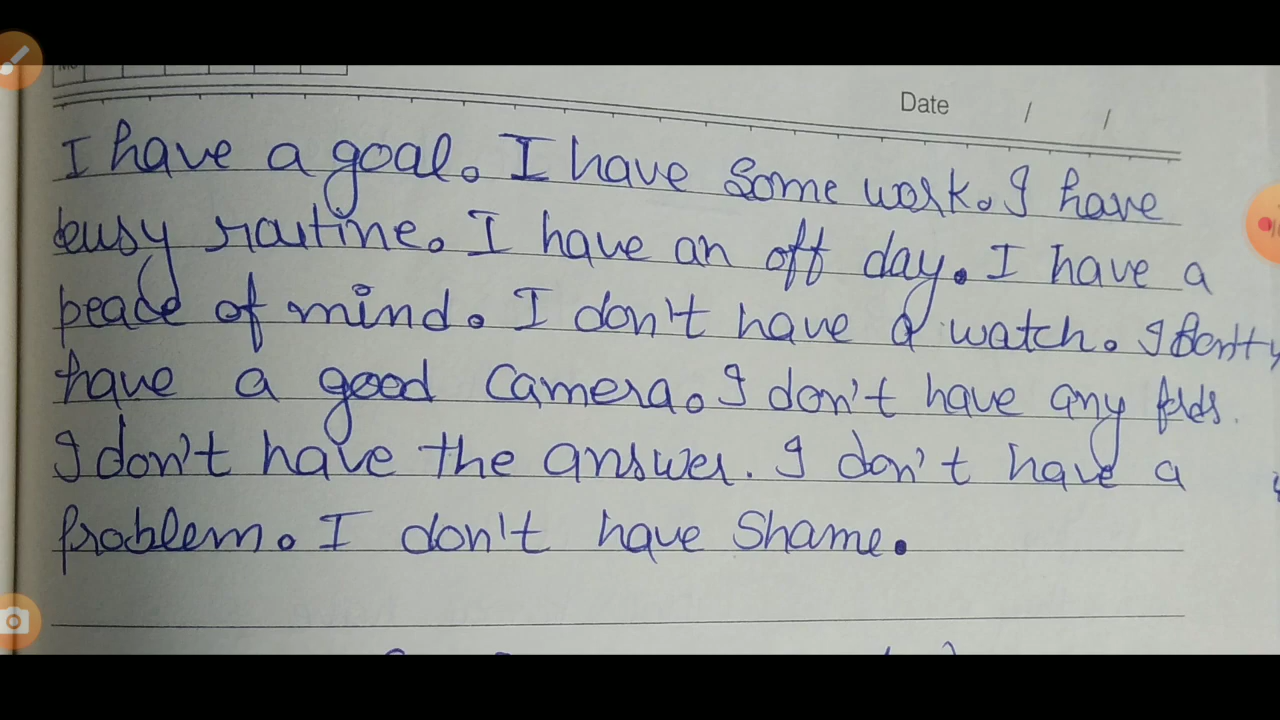 Date / /
I have a goal. I have some work. I have
busy routine. I have an off day. I have a
peace of mind. I don't have a watch. I don't
have a good camera. I don't have any
I don't have the answer. I don't have a
problem. I don't have shame.